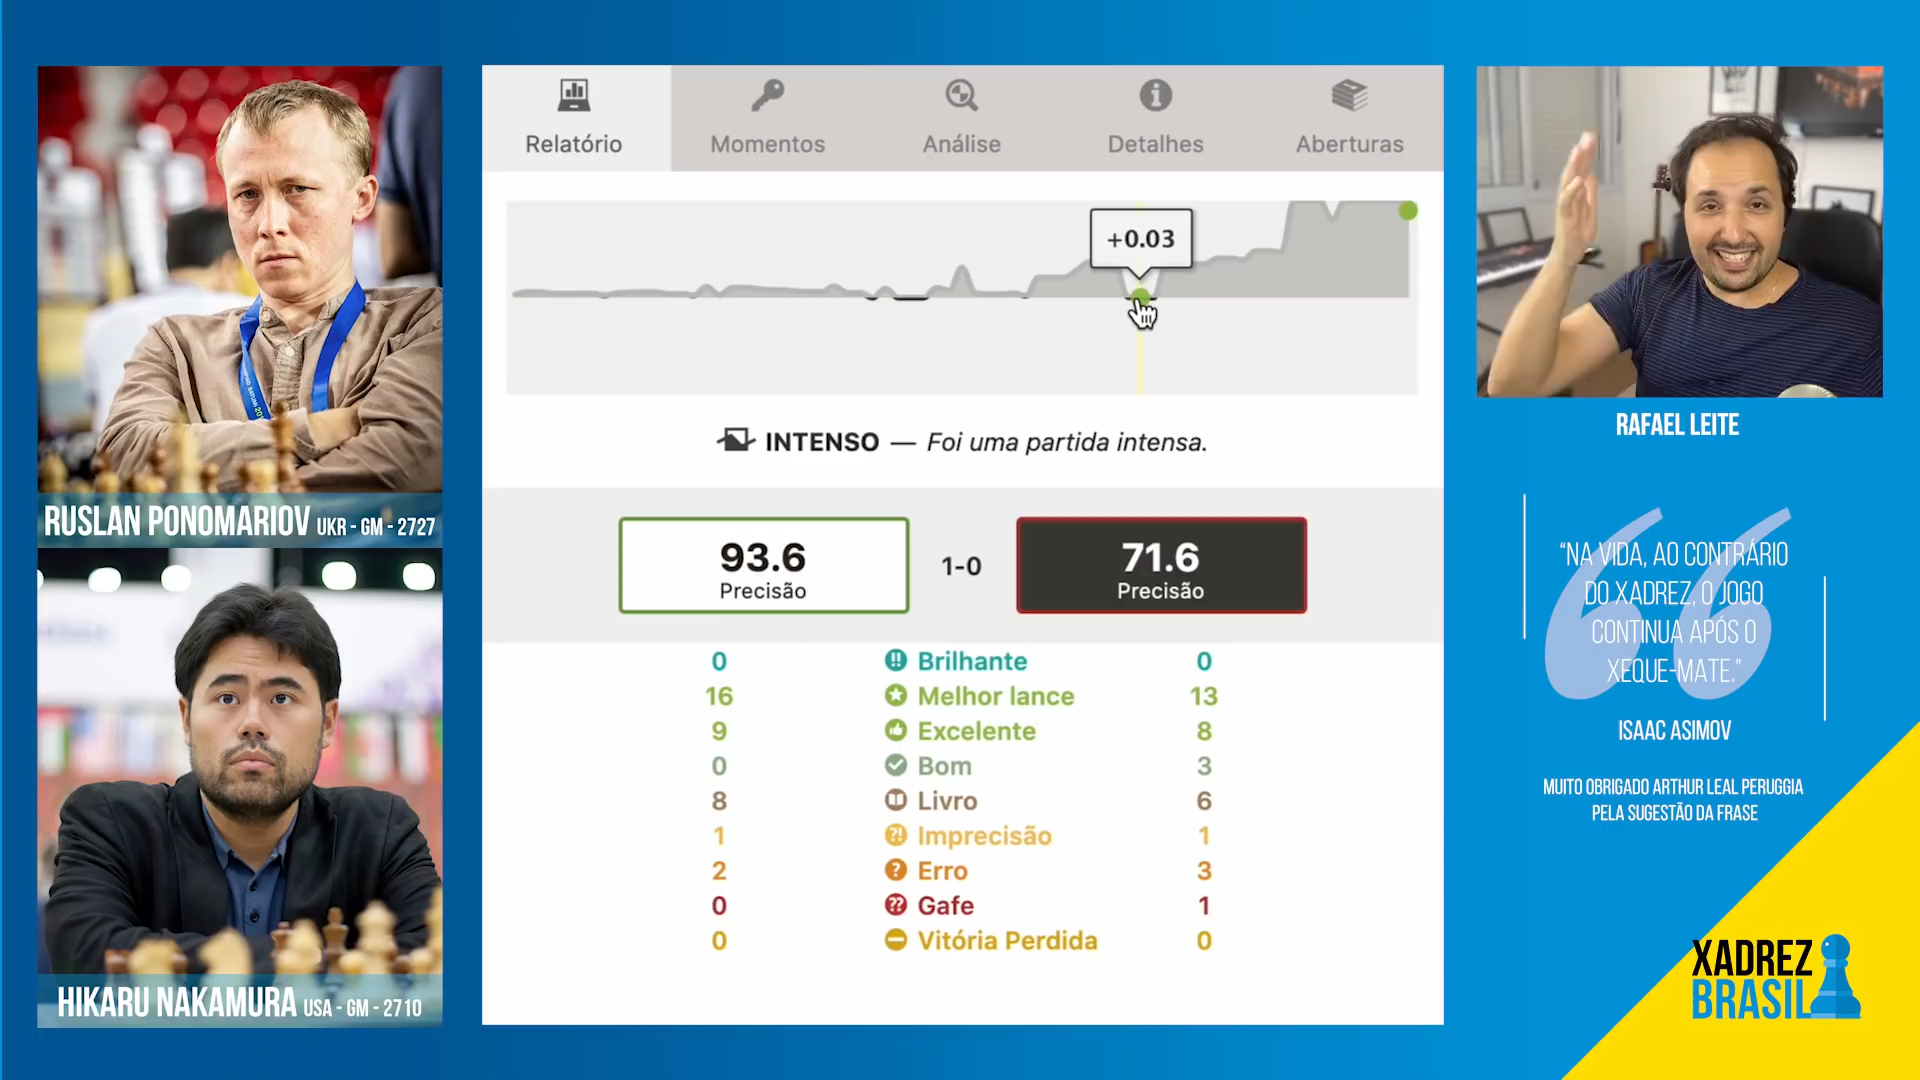 RUSLAN PONOMARIOV UKR - GM - 2727
HIKARU NAKAMURA USA - GM - 2710
Relatório
Momentos
Análise
Detalhes
Aberturas
+0.03
INTENSO — Foi uma partida intensa.
93.6
Precisão
1-0
71.6
Precisão
0 Brilhante 0
16 Melhor lance 13
9 Excelente 8
0 Bom 3
8 Livro 6
1 Imprecisão 1
2 Erro 3
0 Gafe 1
0 Vitória Perdida 0
RAFAEL LEITE
“NA VIDA, AO CONTRÁRIO
DO XADREZ, O JOGO
CONTINUA APÓS O
XEQUE-MATE.”
ISAAC ASIMOV
MUITO OBRIGADO ARTHUR LEAL PERUGGIA
PELA SUGESTÃO DA FRASE
XADREZ
BRASIL